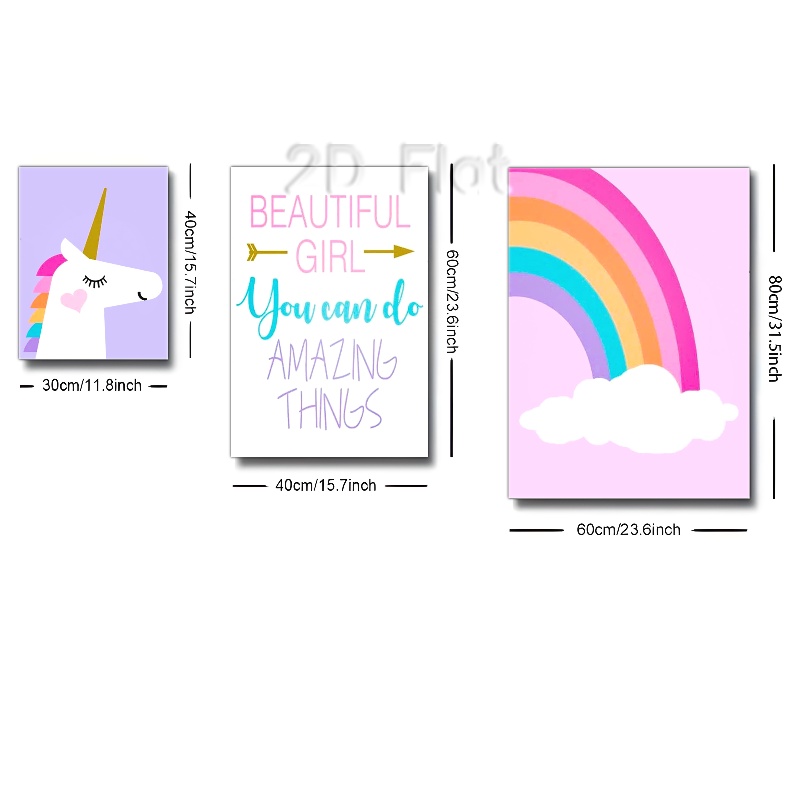 2D Flat
BEAUTIFUL
GIRL
You can do
AMAZING
THINGS
40cm/15.7inch
30cm/11.8inch
60cm/23.6inch
40cm/15.7inch
80cm/31.5inch
60cm/23.6inch